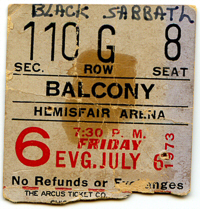 BLACK SABBATH
110 G 8
SEC. ROW SEAT
BALCONY
HEMISFAIR ARENA
7:30 P. M.
FRIDAY
6 EVG. JULY 6 1973
No Refunds or Exchanges
THE ARCUS TICKET CO.